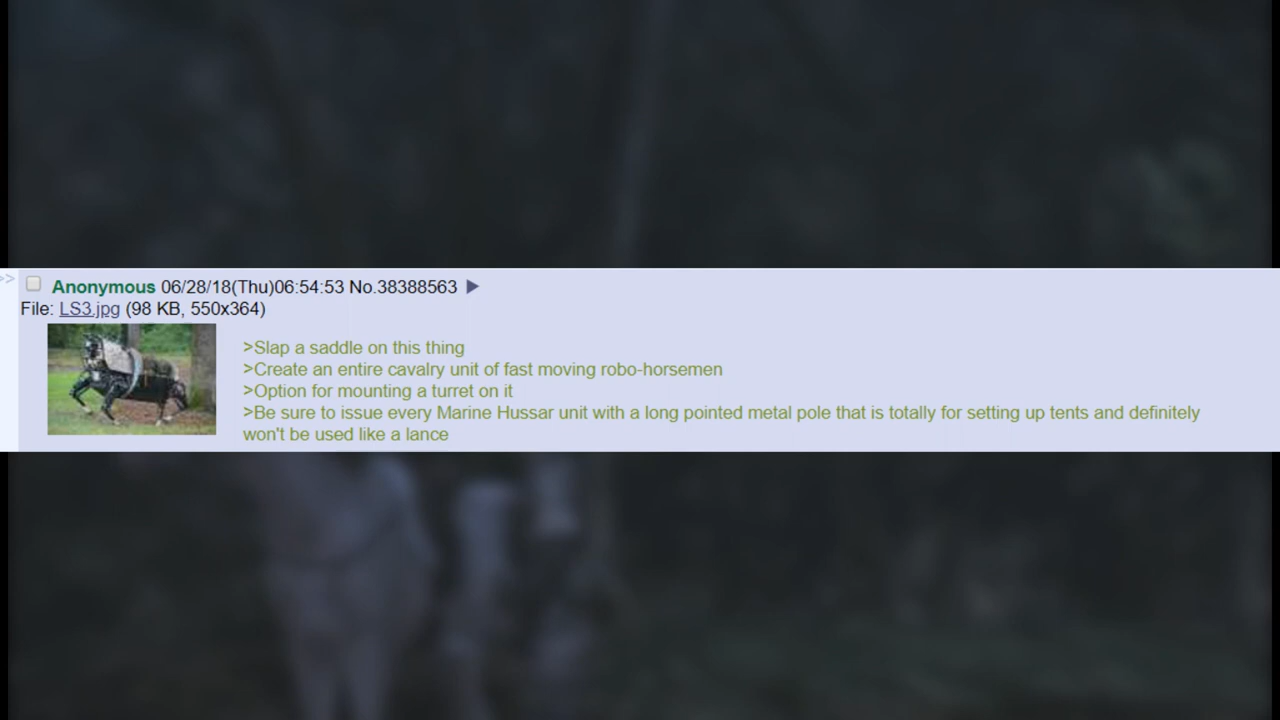 >>
Anonymous 06/28/18(Thu)06:54:53 No.38388563 ▶
File: LS3.jpg (98 KB, 550x364)
>Slap a saddle on this thing
>Create an entire cavalry unit of fast moving robo-horsemen
>Option for mounting a turret on it
>Be sure to issue every Marine Hussar unit with a long pointed metal pole that is totally for setting up tents and definitely
won't be used like a lance